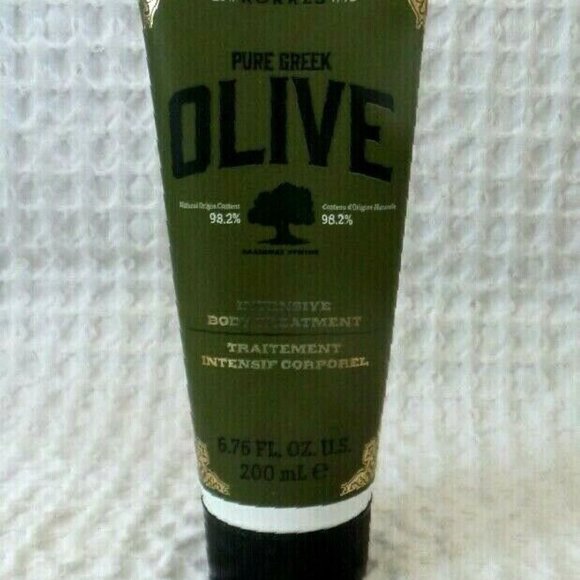 KORRES
PURE GREEK
OLIVE
Natural Origin Content
98.2%
Contenu d'Origine Naturelle
98.2%
INTENSIVE
BODY TREATMENT
TRAITEMENT
INTENSIF CORPOREL
6.76 FL. OZ. U.S.
200 mL e